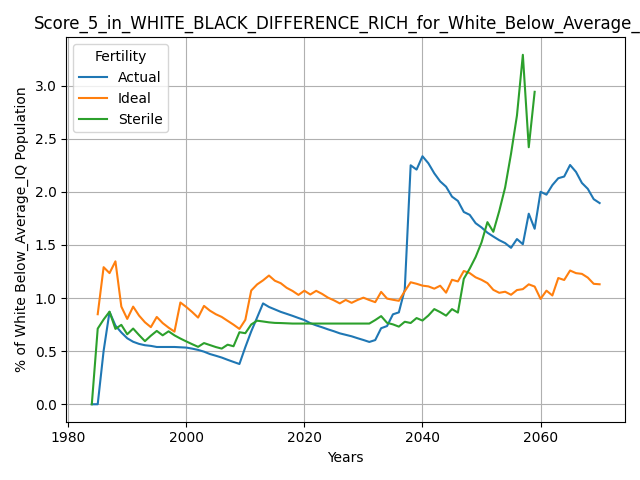 Score_5_in_WHITE_BLACK_DIFFERENCE_RICH_for_White_Below_Average_
Fertility
Actual
Ideal
Sterile
% of White Below_Average_IQ Population
3.0
2.5
2.0
1.5
1.0
0.5
0.0
1980
2000
2020
2040
2060
Years